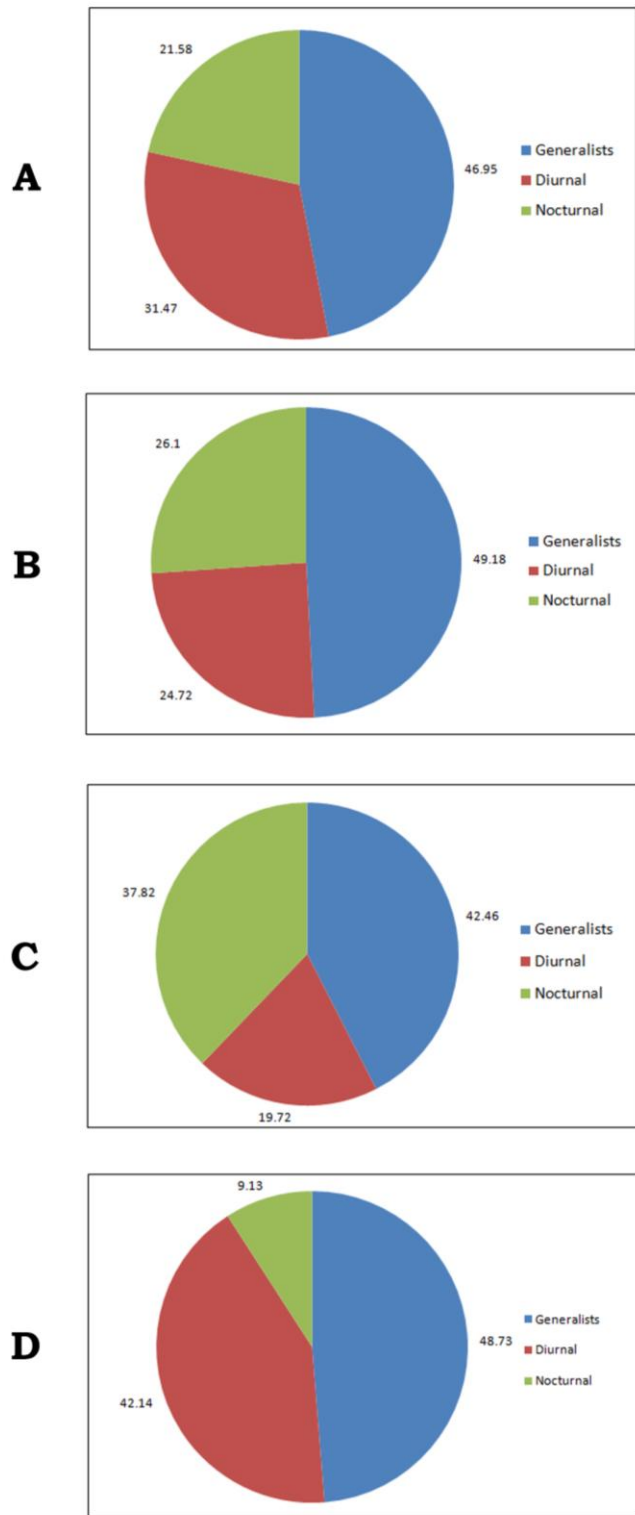 A
21.58
46.95
31.47
Generalists
Diurnal
Nocturnal
B
26.1
49.18
24.72
Generalists
Diurnal
Nocturnal
C
37.82
42.46
19.72
Generalists
Diurnal
Nocturnal
D
9.13
48.73
42.14
Generalists
Diurnal
Nocturnal